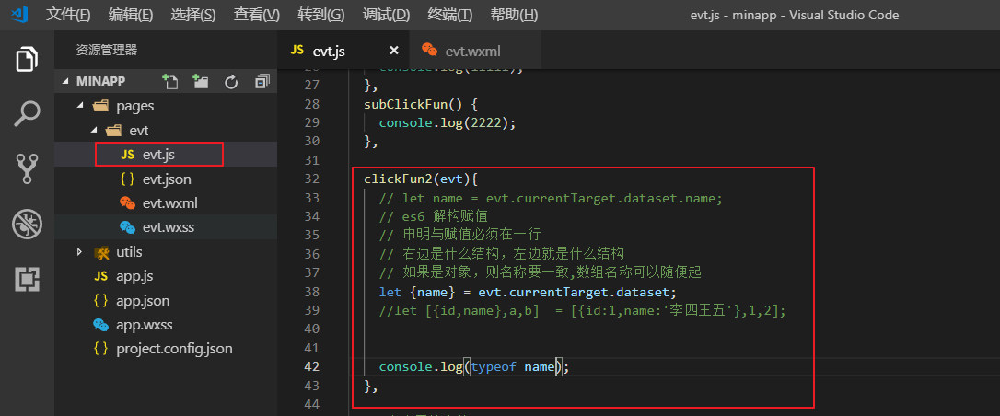 文件(F) 编辑(E) 选择(S) 查看(V) 转到(G) 调试(D) 终端(T) 帮助(H) evt.js - minapp - Visual Studio Code
资源管理器
JS evt.js × evt.wxml
MINAPP
pages
evt
JS evt.js
{ } evt.json
evt.wxml
evt.wxss
utils
JS app.js
{ } app.json
app.wxss
{ } project.config.json
26 console.log(11111);
27 },
28 subClickFun() {
29 console.log(2222);
30 },
31
32 clickFun2(evt){
33 // let name = evt.currentTarget.dataset.name;
34 // es6 解构赋值
35 // 申明与赋值必须在一行
36 // 右边是什么结构，左边就是什么结构
37 // 如果是对象，则名称要一致,数组名称可以随便起
38 let {name} = evt.currentTarget.dataset;
39 //let [{id,name},a,b]  = [{id:1,name:'李四王五'},1,2];
40
41
42 console.log(typeof name);
43 },
44